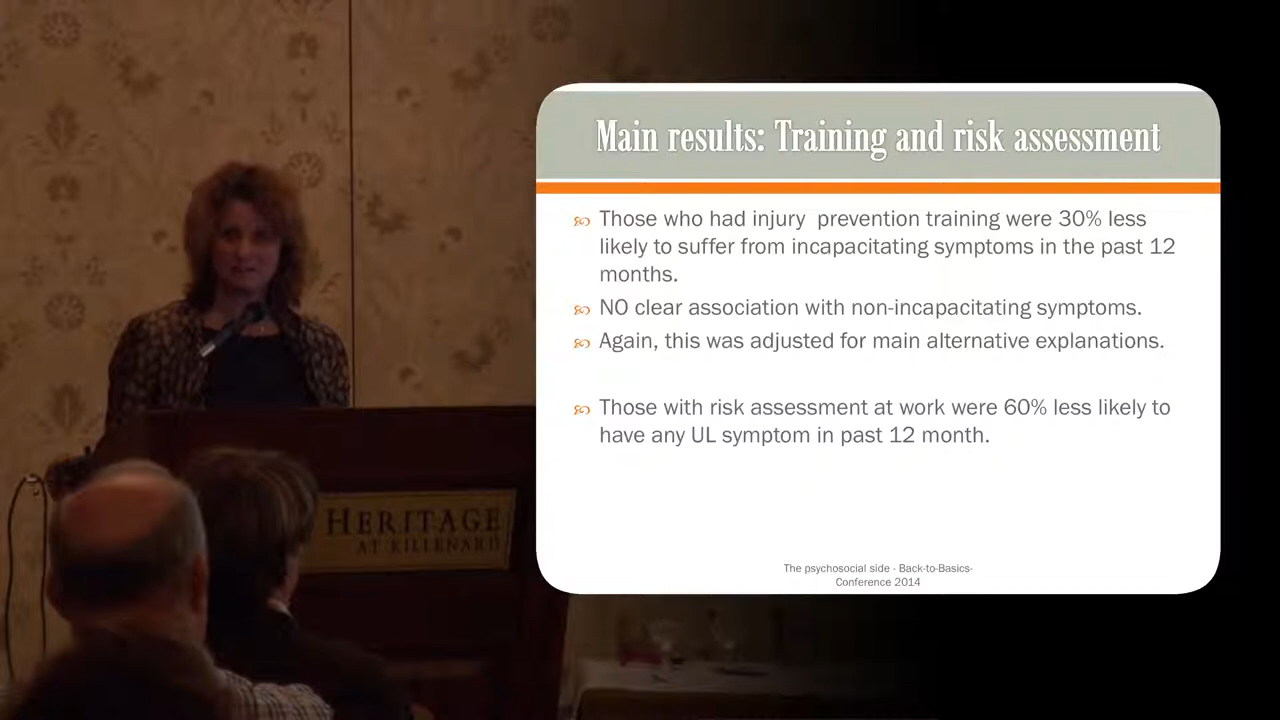 Main results: Training and risk assessment
Those who had injury  prevention training were 30% less
likely to suffer from incapacitating symptoms in the past 12
months.
NO clear association with non-incapacitating symptoms.
Again, this was adjusted for main alternative explanations.
Those with risk assessment at work were 60% less likely to
have any UL symptom in past 12 month.
The psychosocial side - Back-to-Basics-
Conference 2014
HERITAGE
AT KILLENARD